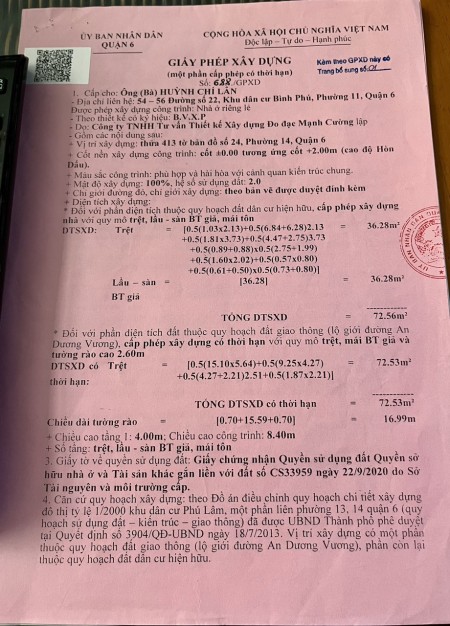 ỦY BAN NHÂN DÂN
QUẬN 6
CỘNG HÒA XÃ HỘI CHỦ NGHĨA VIỆT NAM
Độc lập - Tự do - Hạnh phúc
GIẤY PHÉP XÂY DỰNG
(một phần cấp phép có thời hạn)
Số: 688/GPXD
Kèm theo GPXD này có
Trang bổ sung số: 01
1. Cấp cho: Ông (Bà) HUỲNH CHÍ LÂN
- Địa chỉ liên hệ: 54 – 56 Đường số 22, Khu dân cư Bình Phú, Phường 11, Quận 6
Được phép xây dựng công trình: Nhà ở riêng lẻ
- Theo thiết kế có ký hiệu: B.V.X.P
- Do: Công ty TNHH Tư vấn Thiết kế Xây dựng Đo đạc Mạnh Cường lập
- Gồm các nội dung sau:
+ Vị trí xây dựng: thửa 413 tờ bản đồ số 24, Phường 14, Quận 6
+ Cốt nền xây dựng công trình: cốt ±0.00 tương ứng cốt +2.00m (cao độ Hòn
Dấu).
+ Màu sắc công trình: phù hợp và hài hòa với cảnh quan kiến trúc chung.
+ Mật độ xây dựng: 100%, hệ số sử dụng đất: 2.0
+ Chỉ giới đường đỏ, chỉ giới xây dựng: theo bản vẽ được duyệt đính kèm
+ Diện tích xây dựng:
* Đối với phần diện tích thuộc quy hoạch đất dân cư hiện hữu, cấp phép xây dựng
nhà với quy mô trệt, lầu - sàn BT giả, mái tôn
DTSXD: Trệt = [0.5(1.03x2.13)+0.5(6.84+6.28)2.13 = 36.28m²
+0.5(1.81x3.73)+0.5(4.47+2.75)3.73
+0.5(0.89+0.88)x0.5(2.75+1.99)
+0.5(1.60x2.02)+0.5(0.57x0.80)
+0.5(0.61+0.50)x0.5(0.73+0.80)]
Lầu – sàn = [36.28] = 36.28m²
BT giả
TỔNG DTSXD = 72.56m²
* Đối với phần diện tích đất thuộc quy hoạch đất giao thông (lộ giới đường An
Dương Vương), cấp phép xây dựng có thời hạn với quy mô trệt, mái BT giả và
tường rào cao 2.60m
DTSXD có Trệt = [0.5(15.10x5.64)+0.5(9.25x4.27) = 72.53m²
thời hạn: +0.5(4.27+2.21)2.51+0.5(1.87x2.21)]
TỔNG DTSXD có thời hạn = 72.53m²
Chiều dài tường rào = [0.70+15.59+0.70] = 16.99m
+ Chiều cao tầng 1: 4.00m; Chiều cao công trình: 8.40m
+ Số tầng: trệt, lầu - sàn BT giả, mái tôn
3. Giấy tờ về quyền sử dụng đất: Giấy chứng nhận Quyền sử dụng đất Quyền sở
hữu nhà ở và Tài sản khác gắn liền với đất số CS33959 ngày 22/9/2020 do Sở
Tài nguyên và môi trường cấp.
4. Căn cứ quy hoạch xây dựng: theo Đồ án điều chỉnh quy hoạch chi tiết xây dựng
đô thị tỷ lệ 1/2000 khu dân cư Phú Lâm, một phần liên phường 13, 14 quận 6 (quy
hoạch sử dụng đất – kiến trúc – giao thông) đã được UBND Thành phố phê duyệt
tại Quyết định số 3904/QĐ-UBND ngày 18/7/2013. Vị trí xây dựng có một phần
thuộc quy hoạch đất giao thông (lộ giới đường An Dương Vương), phần còn lại
thuộc quy hoạch đất dân cư hiện hữu.